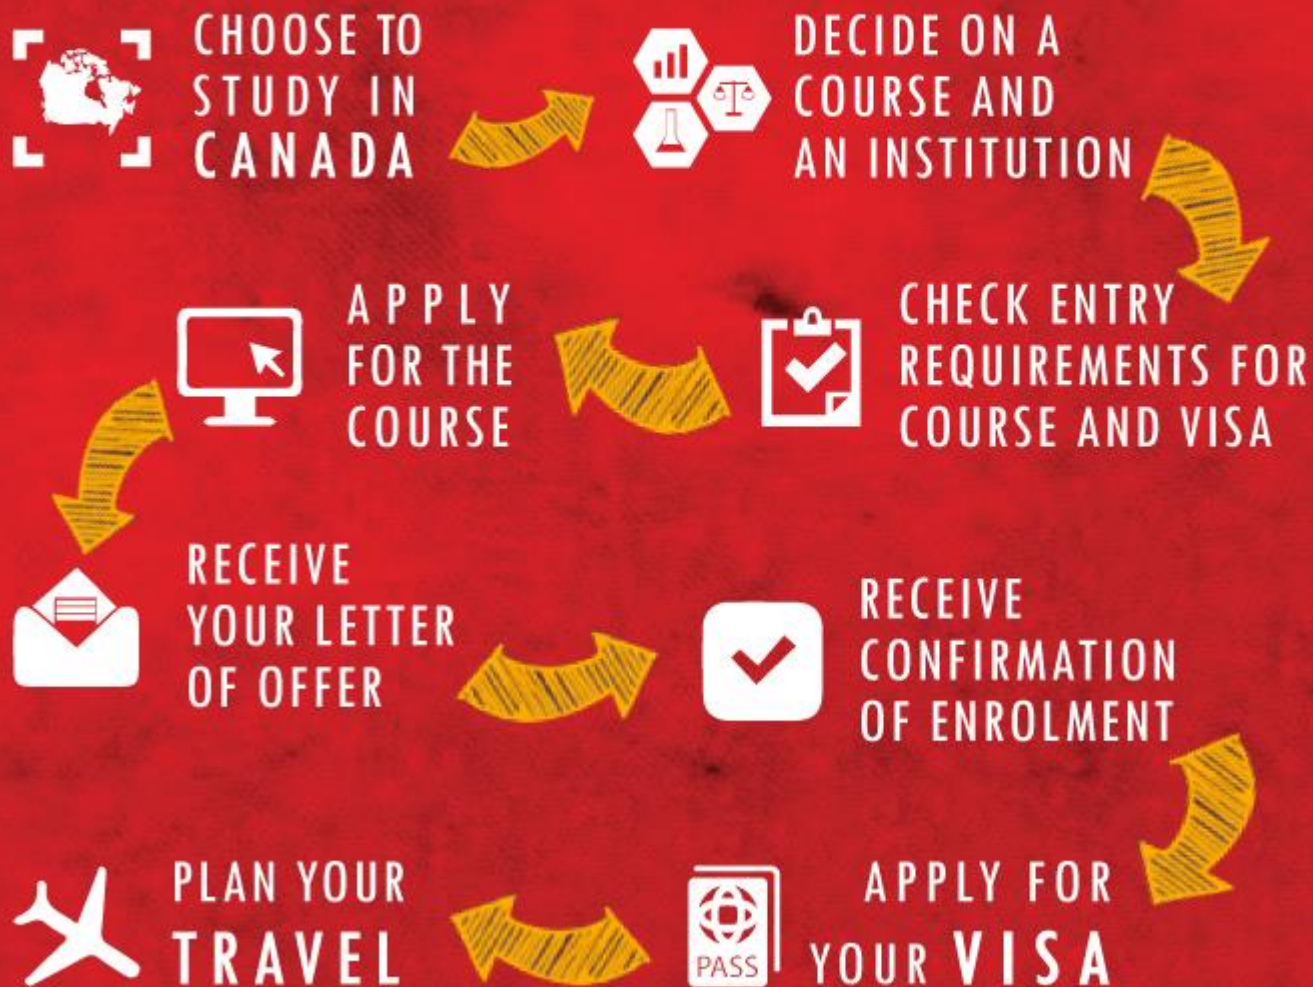 CHOOSE TO
STUDY IN
CANADA
DECIDE ON A
COURSE AND
AN INSTITUTION
CHECK ENTRY
REQUIREMENTS FOR
COURSE AND VISA
APPLY
FOR THE
COURSE
RECEIVE
YOUR LETTER
OF OFFER
RECEIVE
CONFIRMATION
OF ENROLMENT
APPLY FOR
YOUR VISA
PASS
PLAN YOUR
TRAVEL